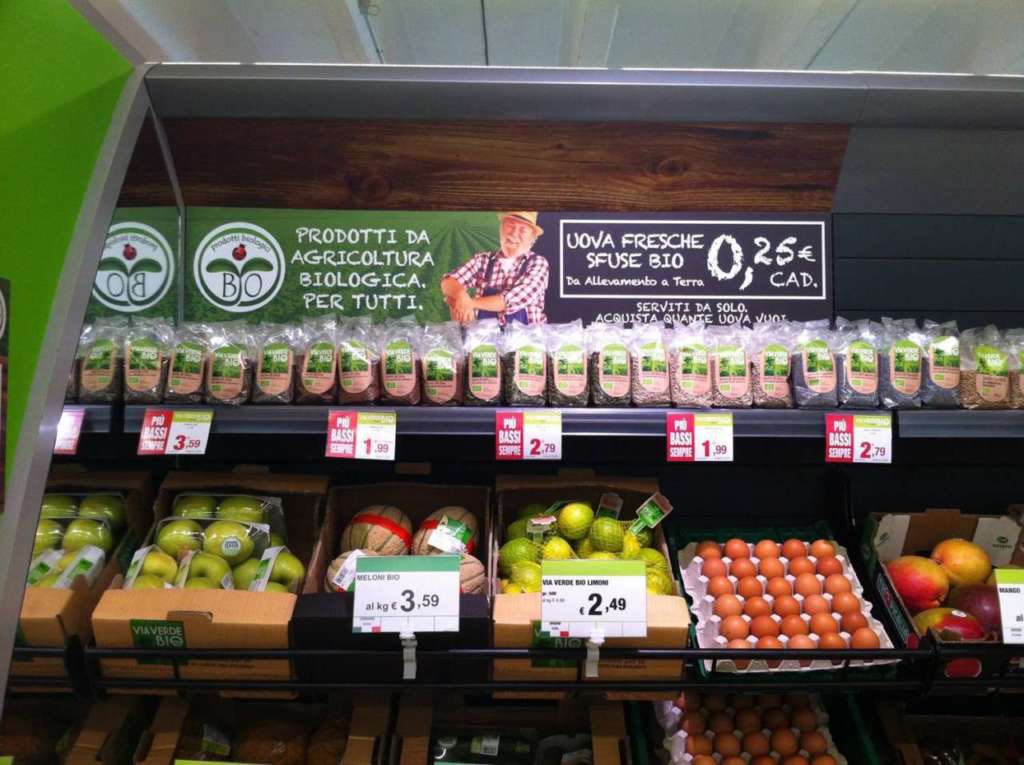 prodotti biologici
BIO
PRODOTTI DA
AGRICOLTURA
BIOLOGICA.
PER TUTTI.
UOVA FRESCHE
SFUSE BIO
Da Allevamento a Terra
0,25€
CAD.
SERVITI DA SOLO.
ACQUISTA QUANTE UOVA VUOI
PIÙ
BASSI
SEMPRE
3,59
PIÙ
BASSI
SEMPRE
1,99
PIÙ
BASSI
SEMPRE
2,79
PIÙ
BASSI
SEMPRE
1,99
PIÙ
BASSI
SEMPRE
2,79
MELONI BIO
al kg € 3,59
VIA VERDE BIO LIMONI
€ 2,49
MANGO
al
VIAVERDE
BIO